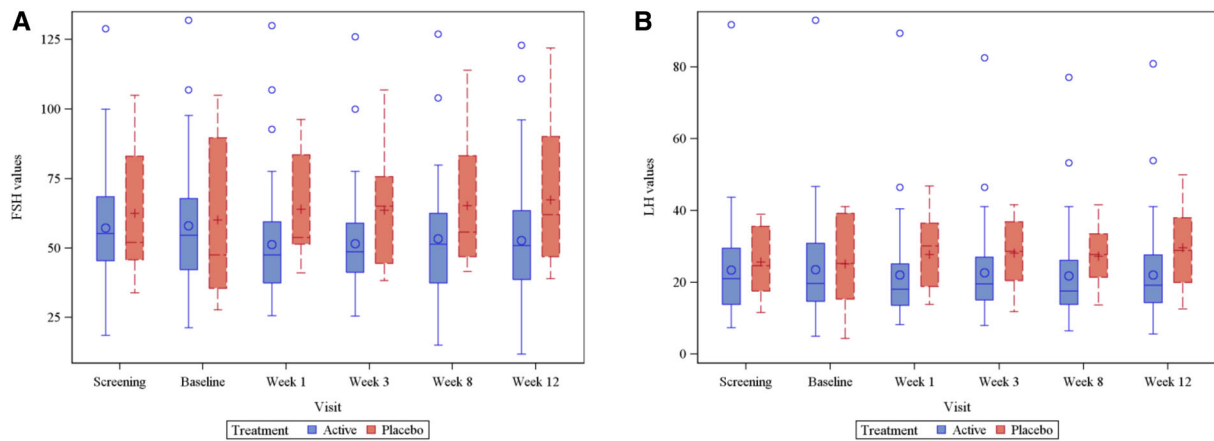 A
FSH values
125
100
75
50
25
Screening Baseline Week 1 Week 3 Week 8 Week 12
Visit
Treatment Active Placebo
B
LH values
80
60
40
20
0
Screening Baseline Week 1 Week 3 Week 8 Week 12
Visit
Treatment Active Placebo